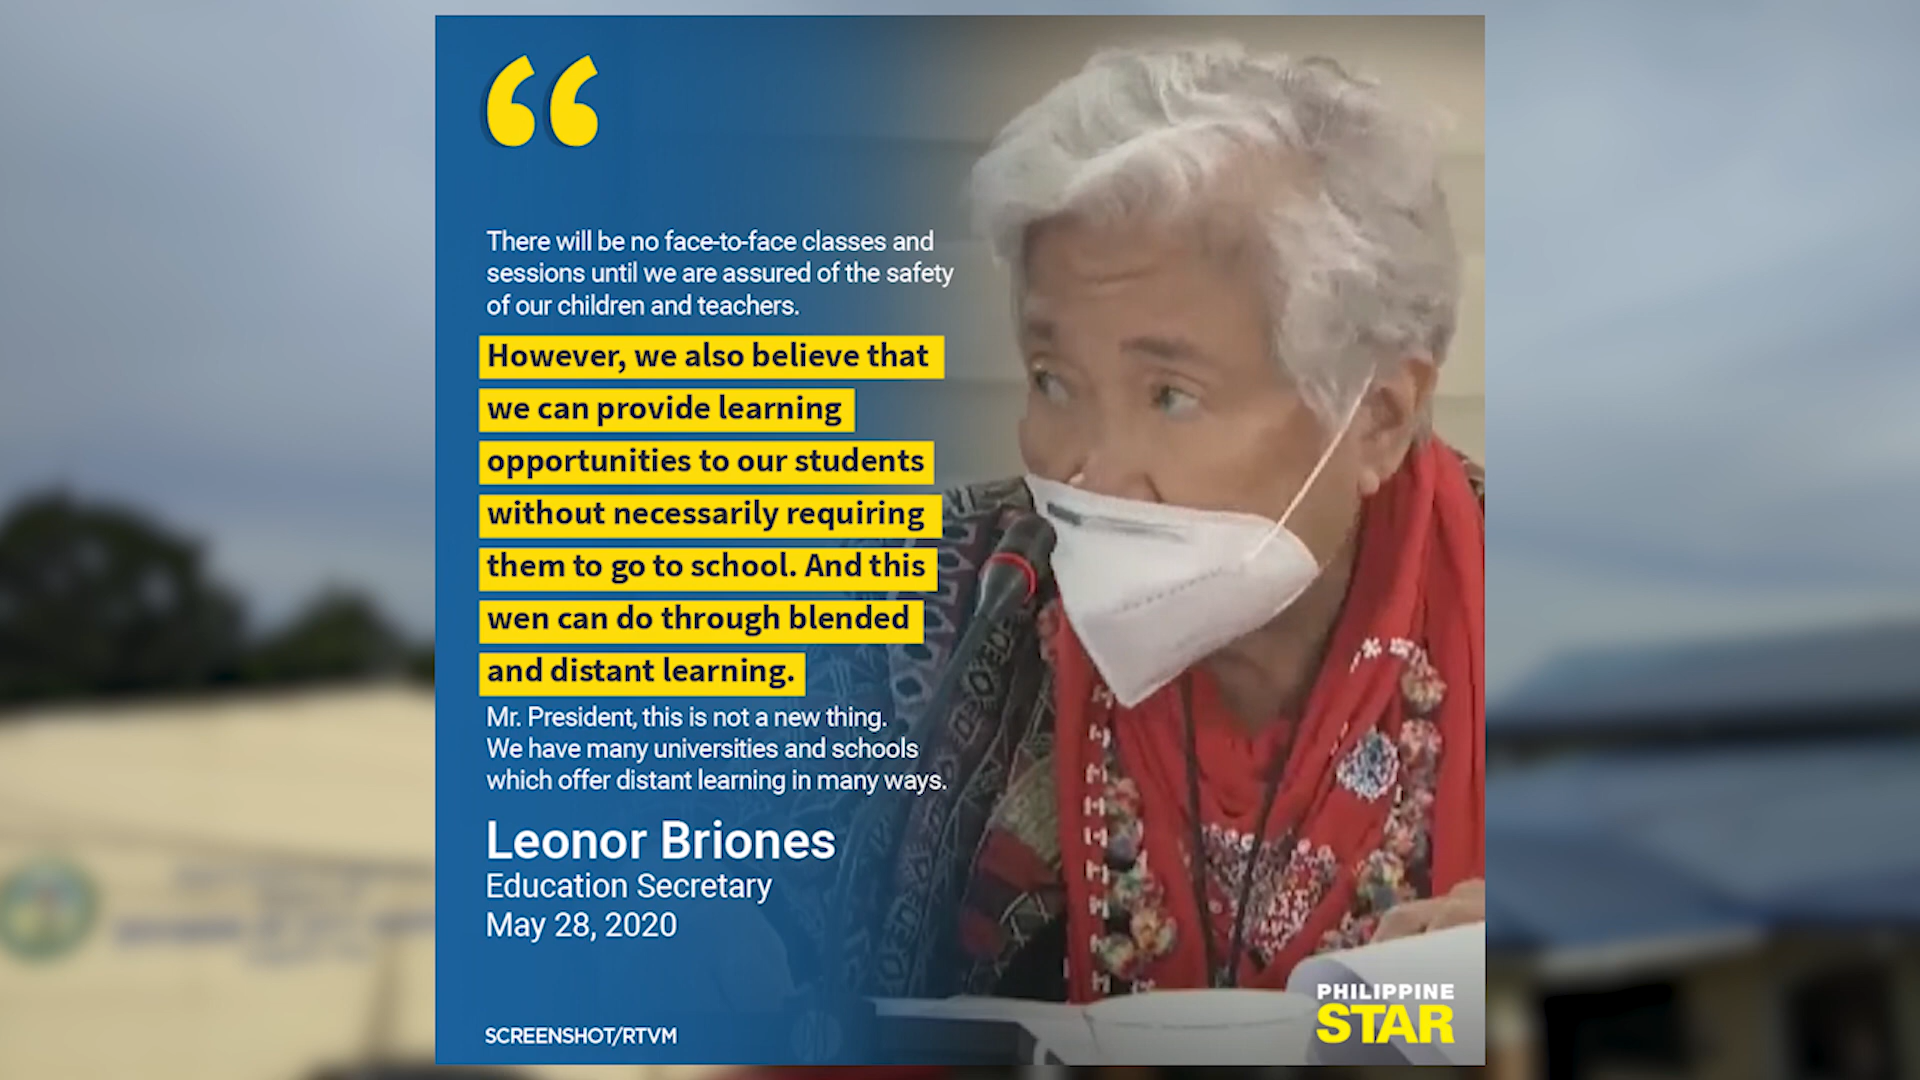 There will be no face-to-face classes and
sessions until we are assured of the safety
of our children and teachers.
However, we also believe that
we can provide learning
opportunities to our students
without necessarily requiring
them to go to school. And this
wen can do through blended
and distant learning.
Mr. President, this is not a new thing.
We have many universities and schools
which offer distant learning in many ways.
Leonor Briones
Education Secretary
May 28, 2020
SCREENSHOT/RTVM
PHILIPPINE
STAR